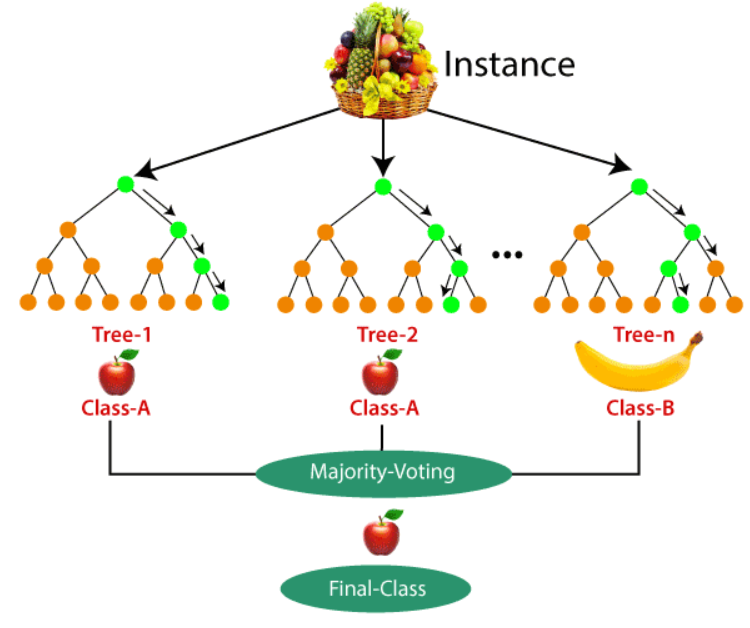 Instance
...
Tree-1
Tree-2
Tree-n
Class-A
Class-A
Class-B
Majority-Voting
Final-Class